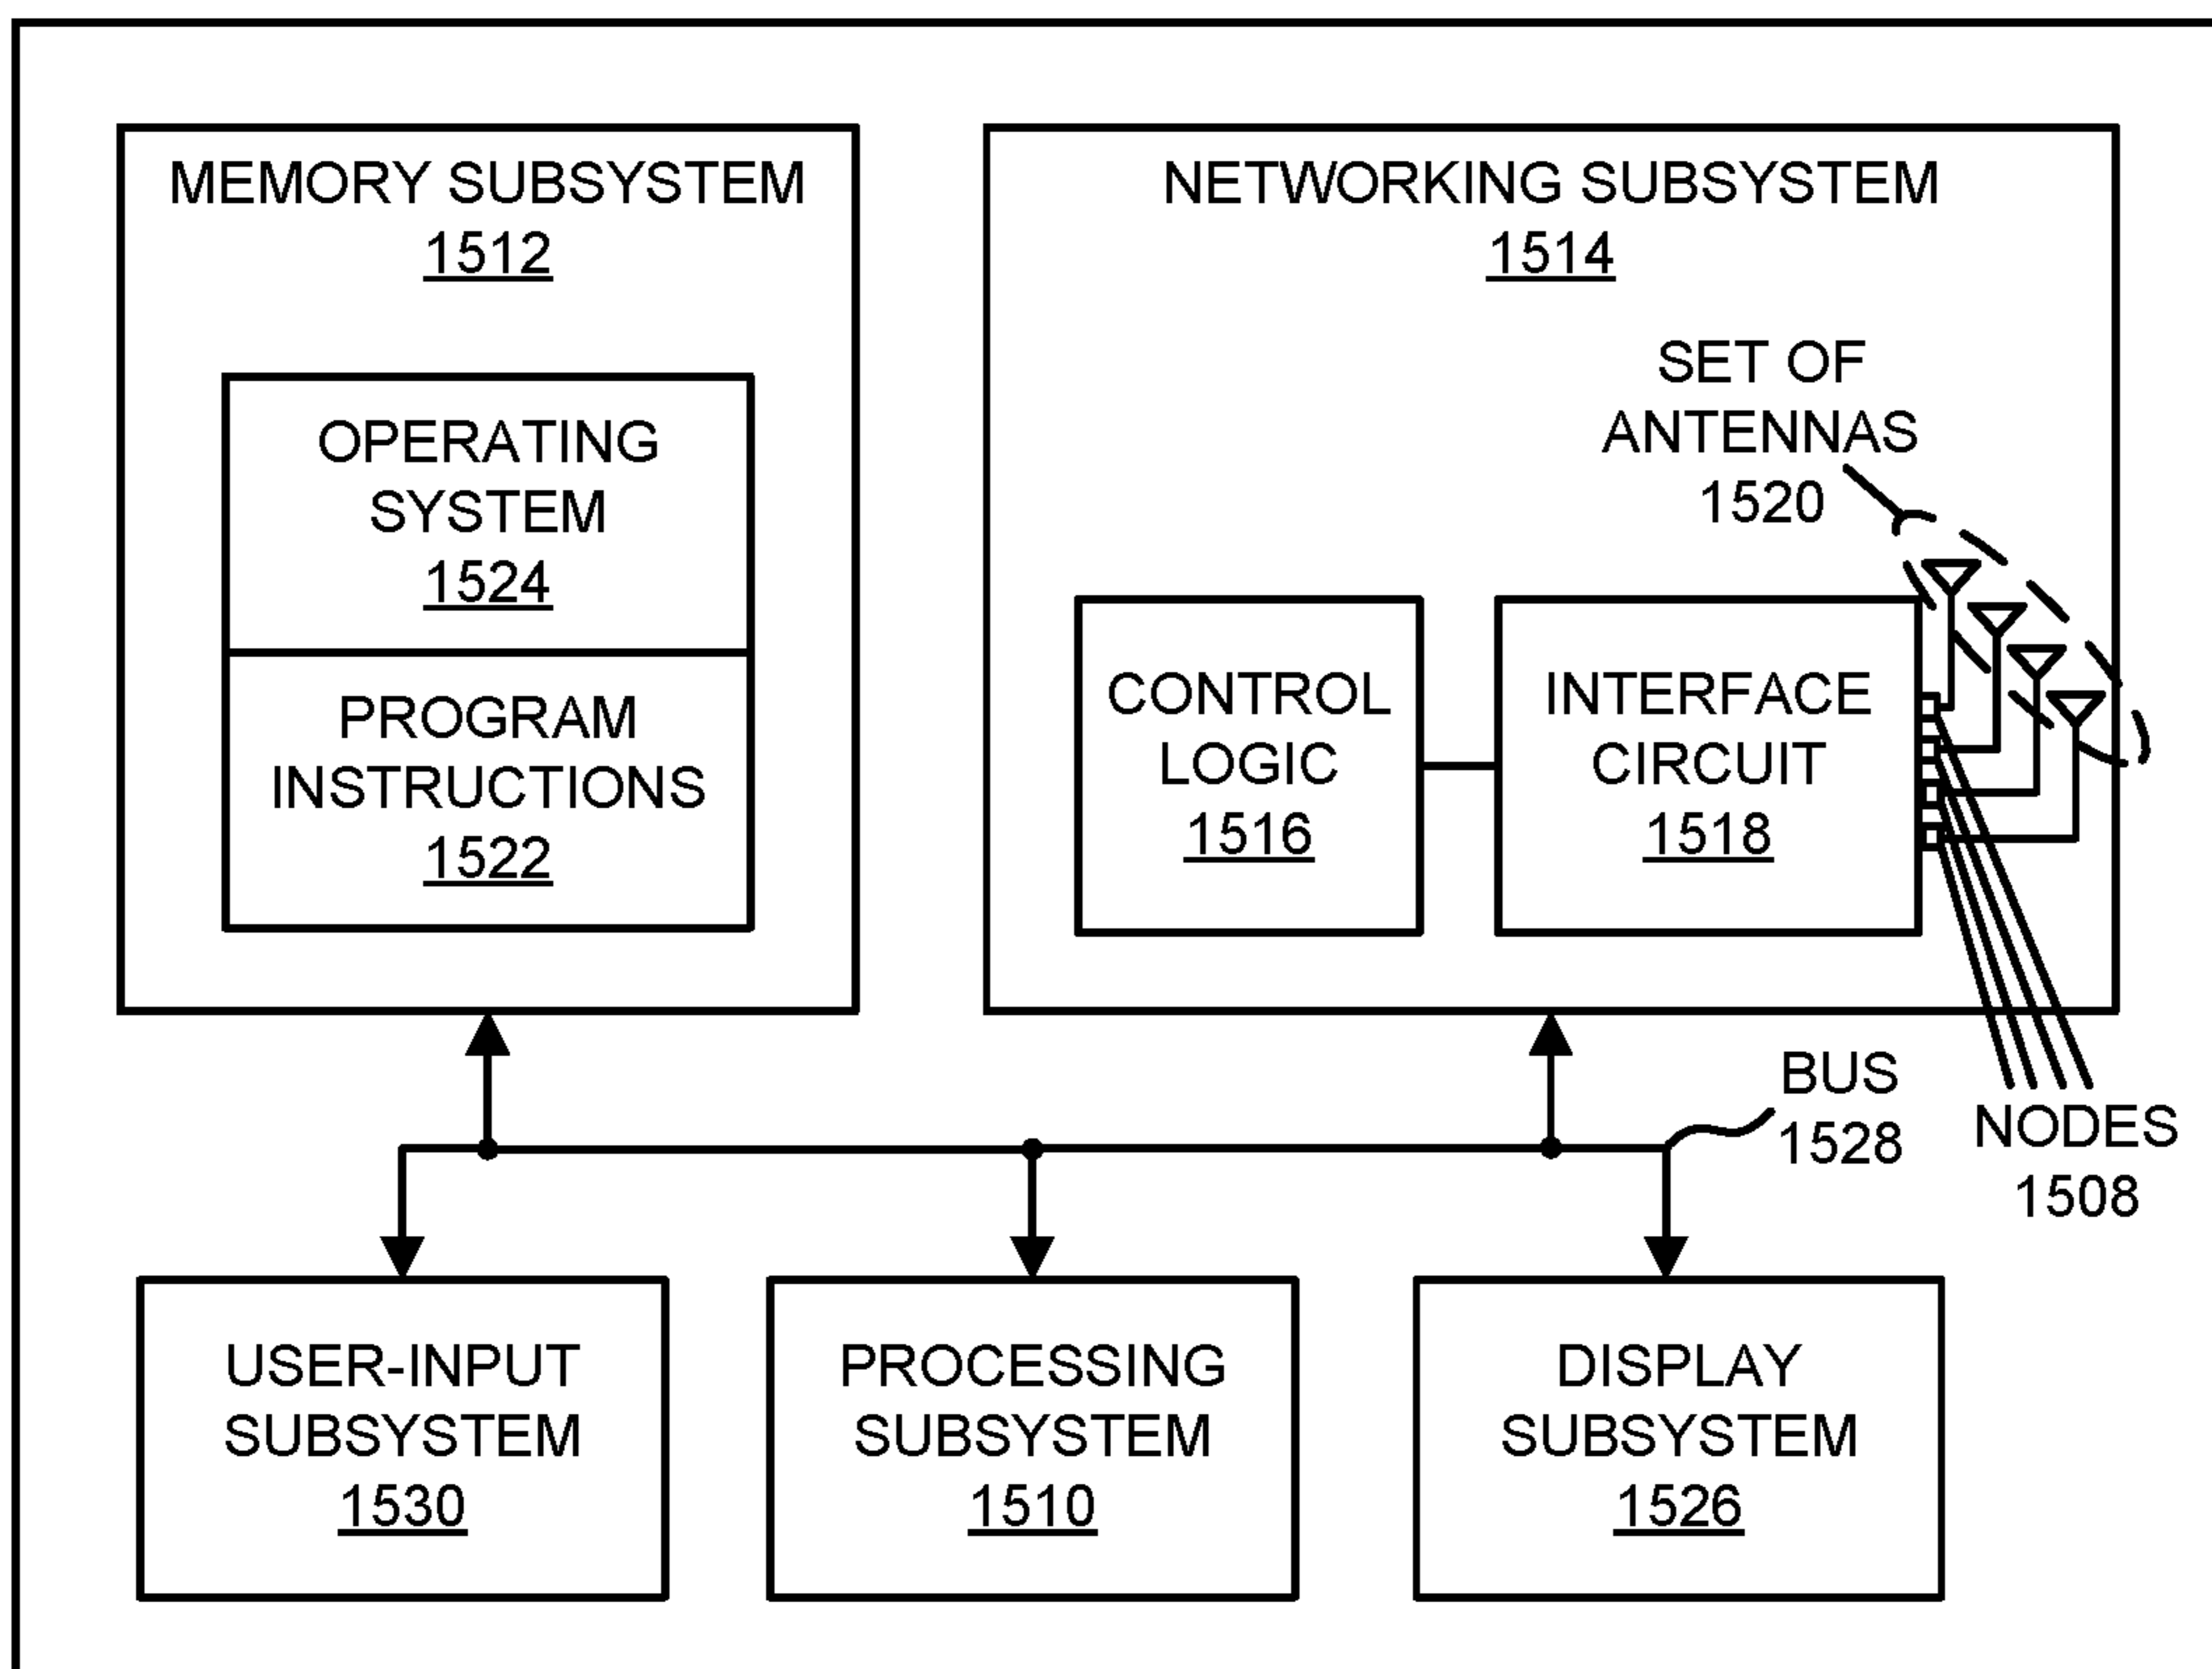 MEMORY SUBSYSTEM
1512
OPERATING
SYSTEM
1524
PROGRAM
INSTRUCTIONS
1522
NETWORKING SUBSYSTEM
1514
SET OF
ANTENNAS
1520
CONTROL
LOGIC
1516
INTERFACE
CIRCUIT
1518
BUS
1528
NODES
1508
USER-INPUT
SUBSYSTEM
1530
PROCESSING
SUBSYSTEM
1510
DISPLAY
SUBSYSTEM
1526